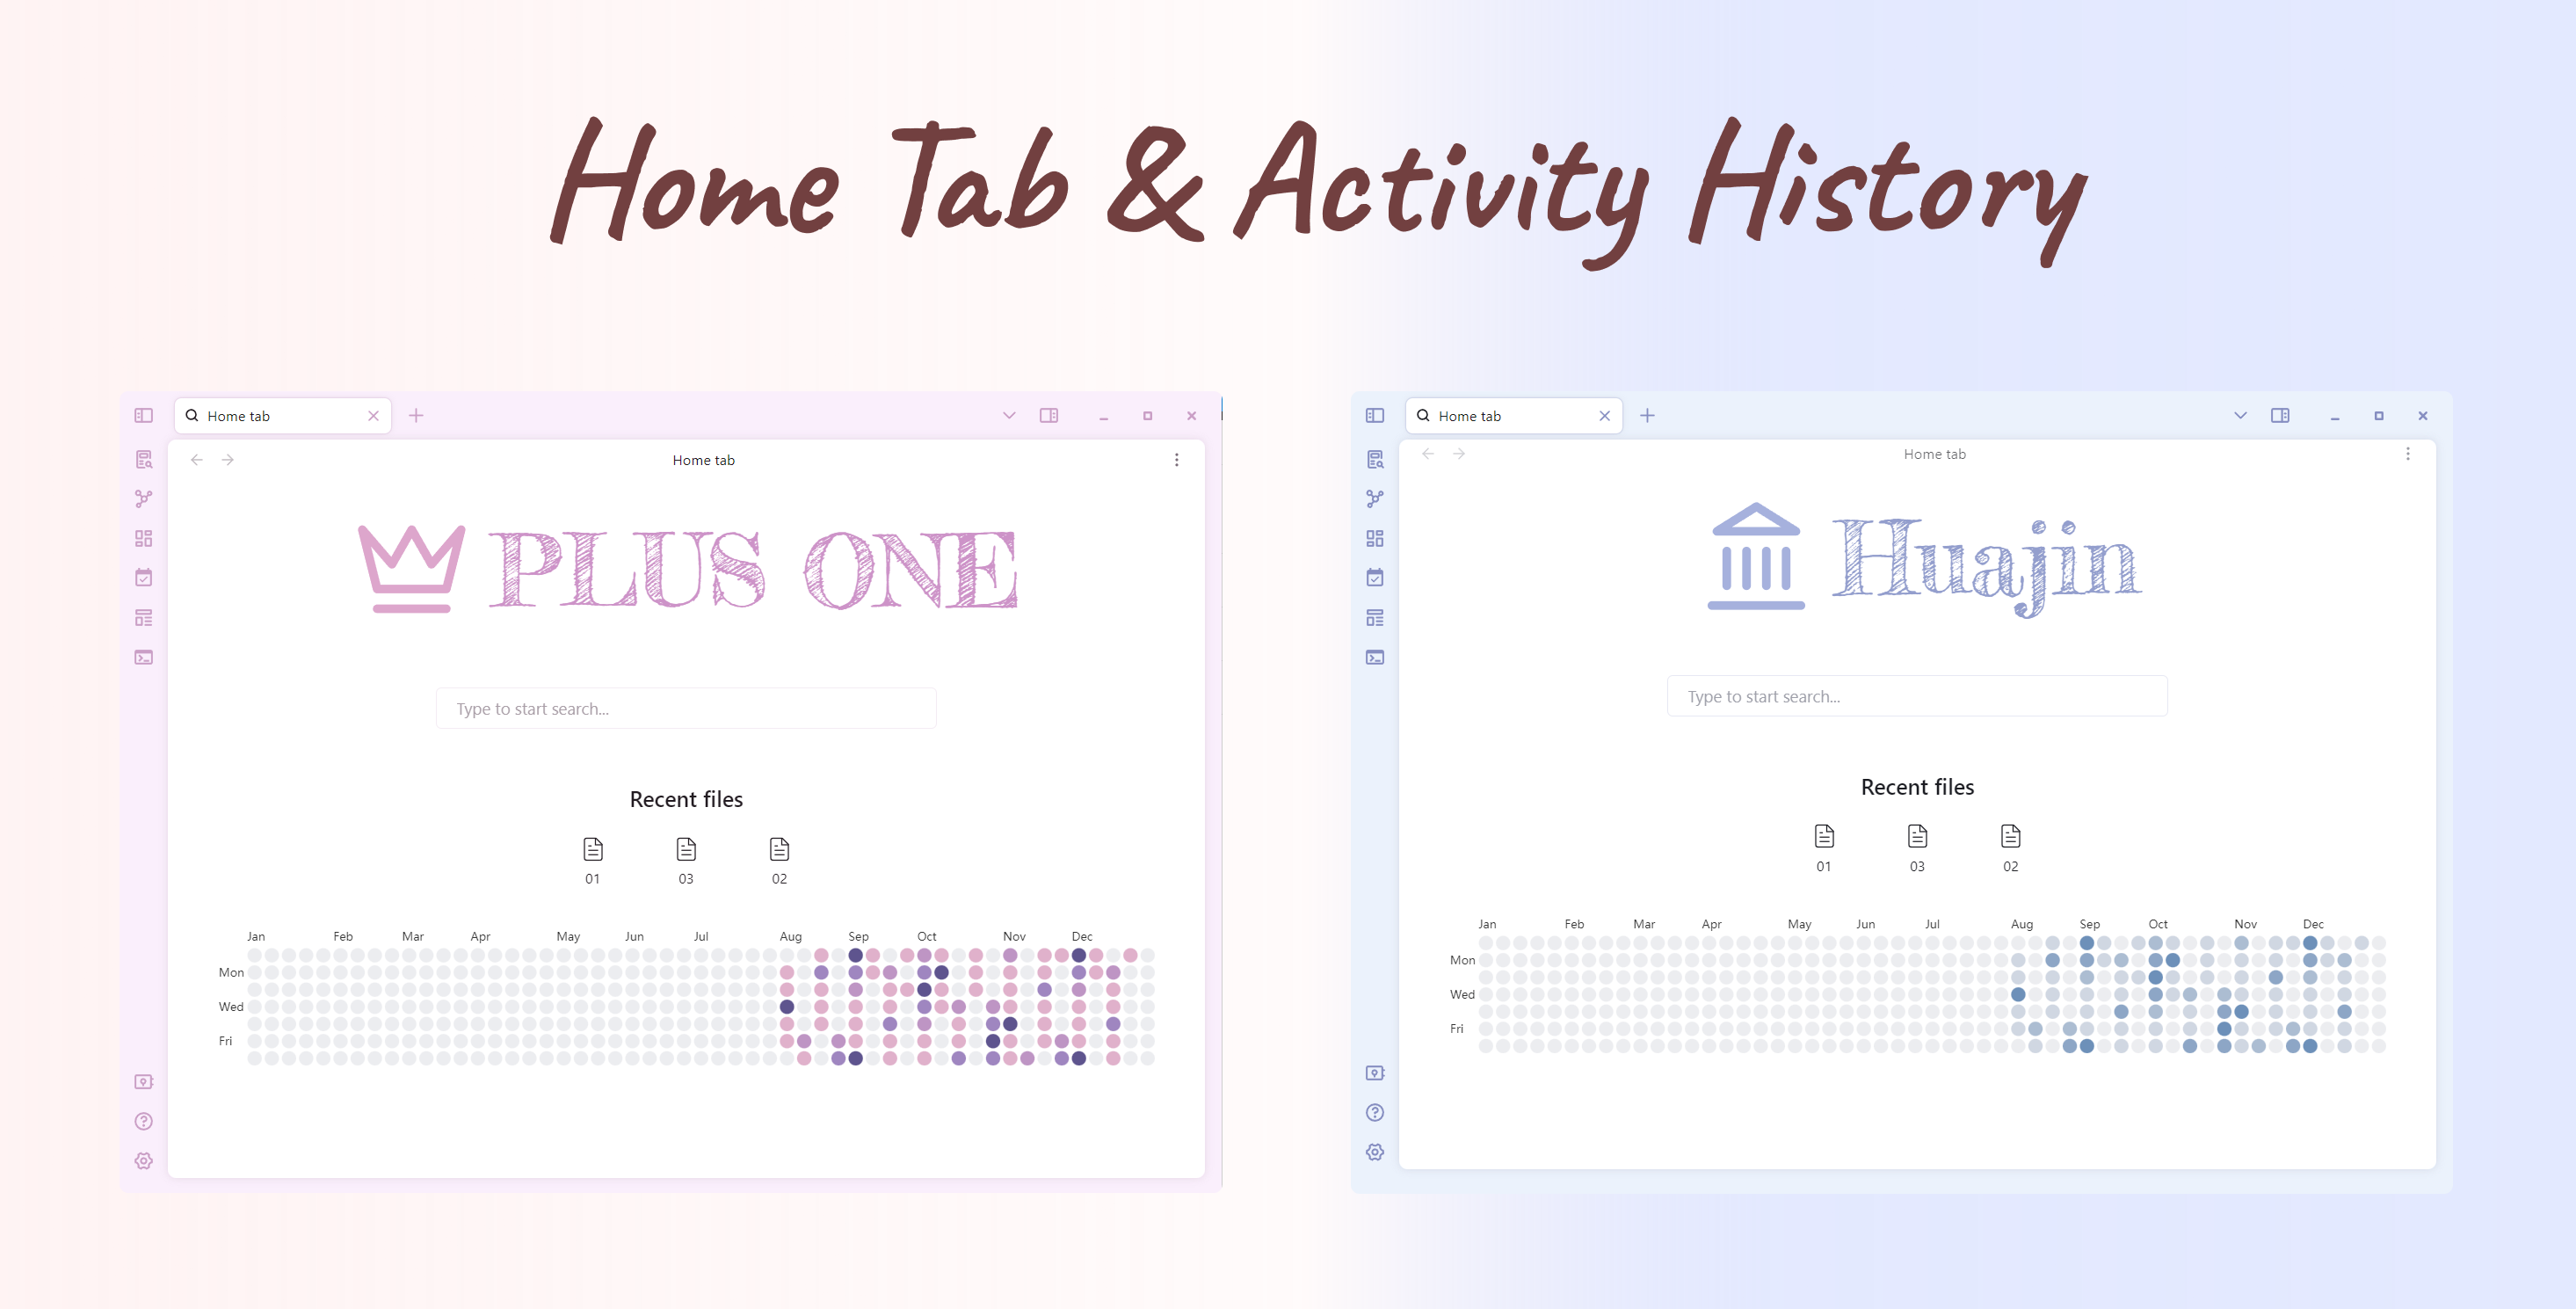 Home Tab & Activity History
Home tab
Home tab
PLUS ONE
Type to start search...
Recent files
01 03 02
Jan Feb Mar Apr May Jun Jul Aug Sep Oct Nov Dec
Mon
Wed
Fri
Home tab
Home tab
Huajin
Type to start search...
Recent files
01 03 02
Jan Feb Mar Apr May Jun Jul Aug Sep Oct Nov Dec
Mon
Wed
Fri